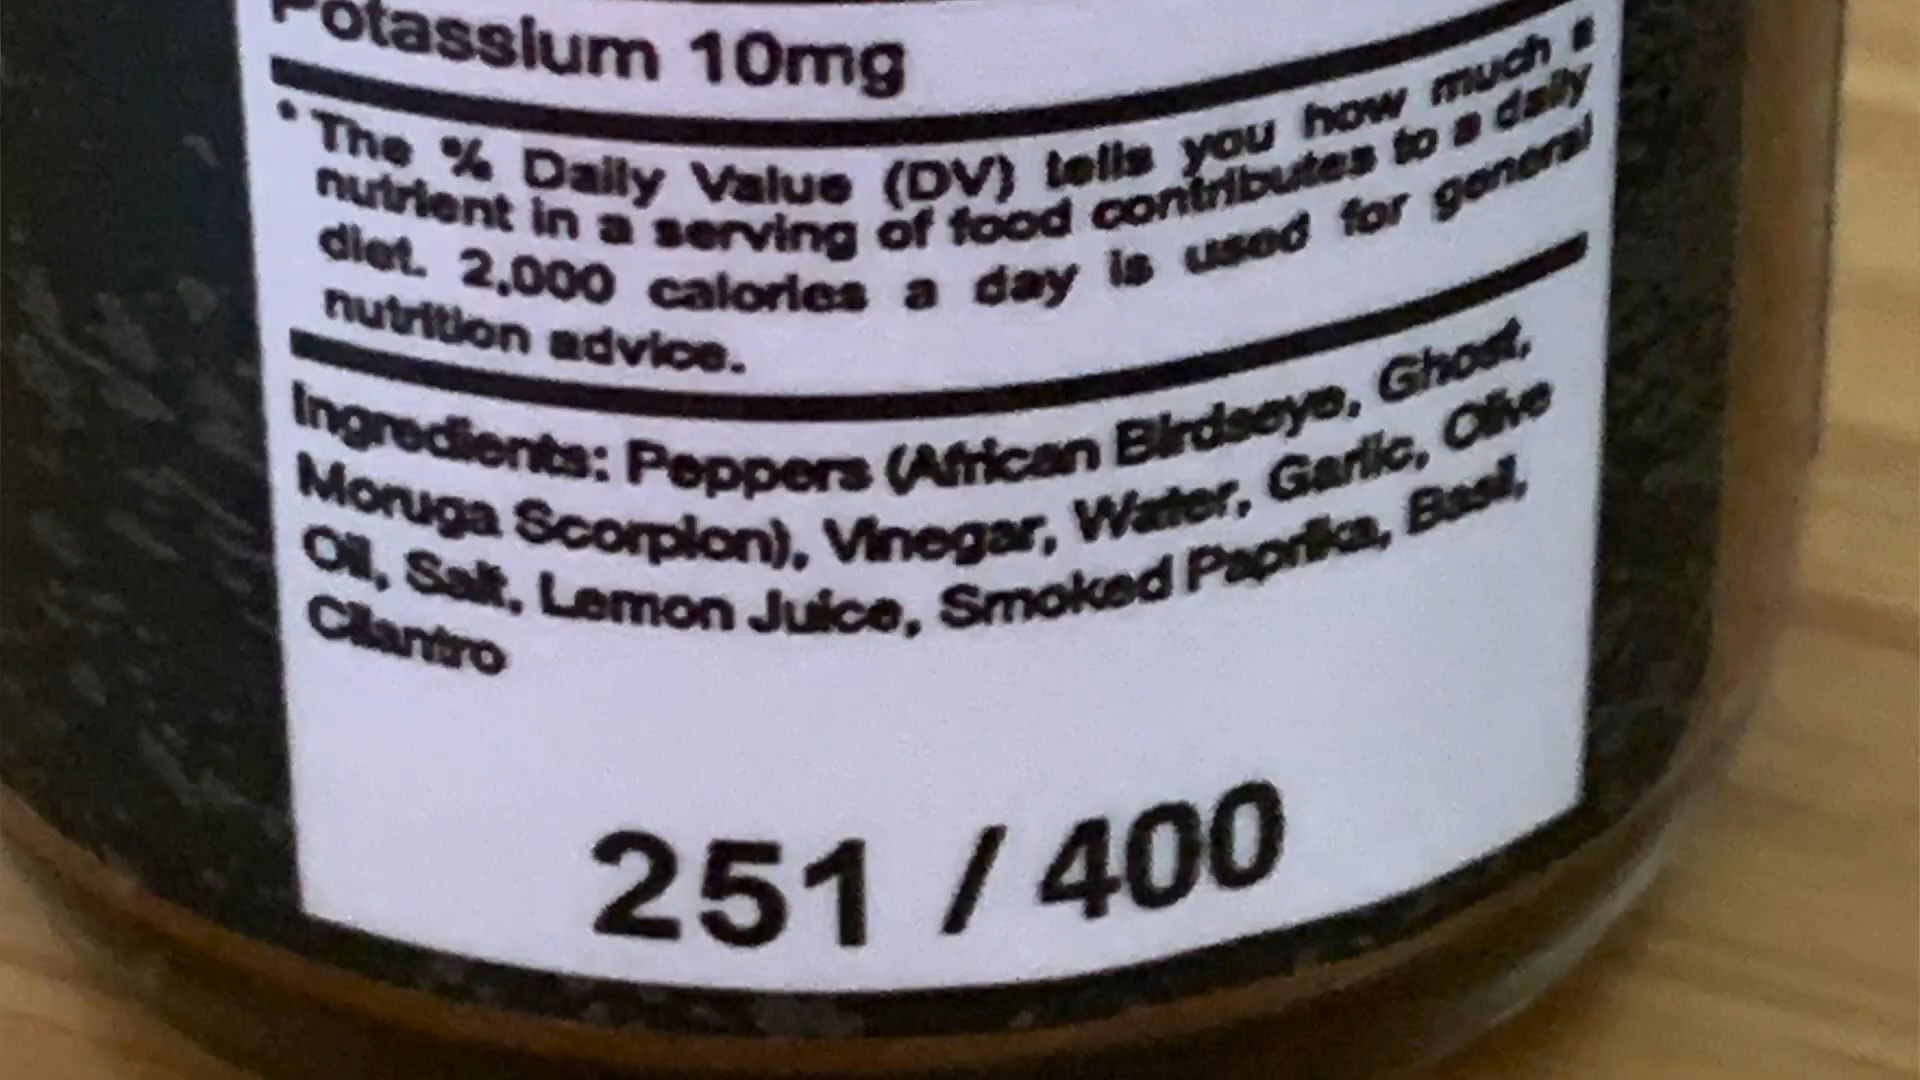 Potassium 10mg
* The % Daily Value (DV) tells you how much a
nutrient in a serving of food contributes to a daily
diet. 2,000 calories a day is used for general
nutrition advice.
Ingredients: Peppers (African Birdseye, Ghost,
Moruga Scorpion), Vinegar, Water, Garlic, Olive
Oil, Salt, Lemon Juice, Smoked Paprika, Basil,
Cilantro
251 / 400